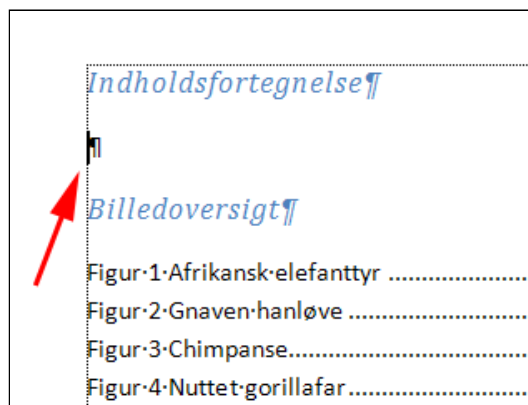 Indholdsfortegnelse¶
¶
Billedoversigt¶
Figur·1·Afrikansk·elefanttyr ..................
Figur·2·Gnaven·hanløve ........................
Figur·3·Chimpanse...............................
Figur·4·Nuttet·gorillafar.......................